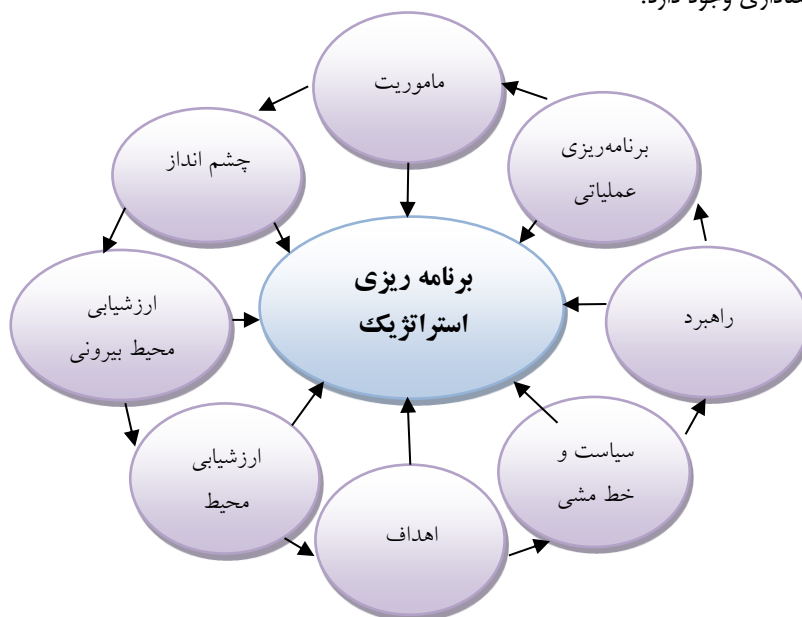 وجود دارد.
ماموریت
برنامه‌ریزی
عملیاتی
چشم انداز
برنامه ریزی
استراتژیک
ارزشیابی
محیط بیرونی
راهبرد
ارزشیابی
محیط
سیاست و
خط مشی
اهداف